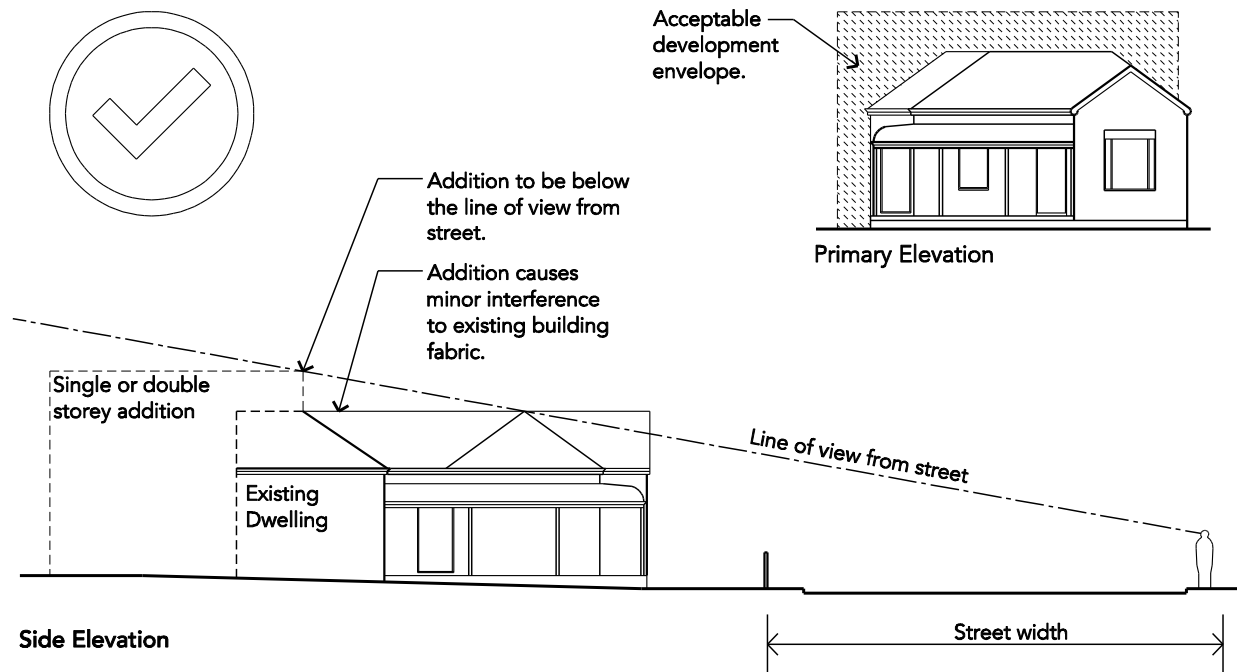 Acceptable
development
envelope.
Primary Elevation
Addition to be below
the line of view from
street.
Addition causes
minor interference
to existing building
fabric.
Single or double
storey addition
Existing
Dwelling
Line of view from street
Side Elevation
Street width